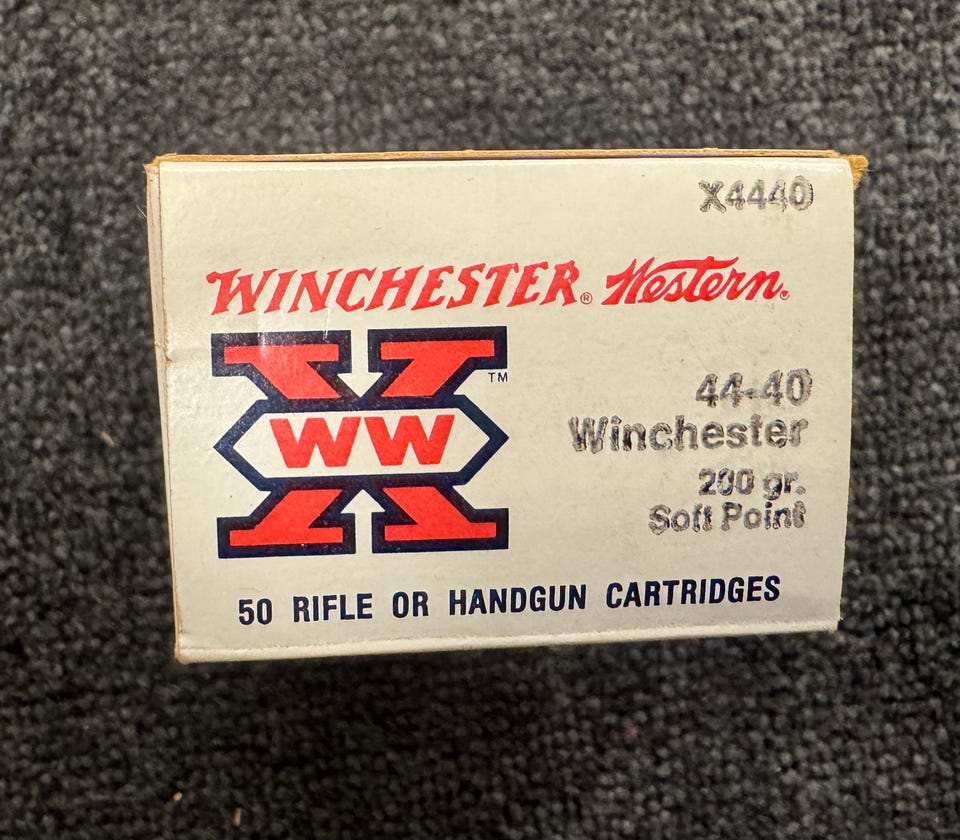 X4440
WINCHESTER® Western®
WW ™
44-40
Winchester
200 gr.
Soft Point
50 RIFLE OR HANDGUN CARTRIDGES